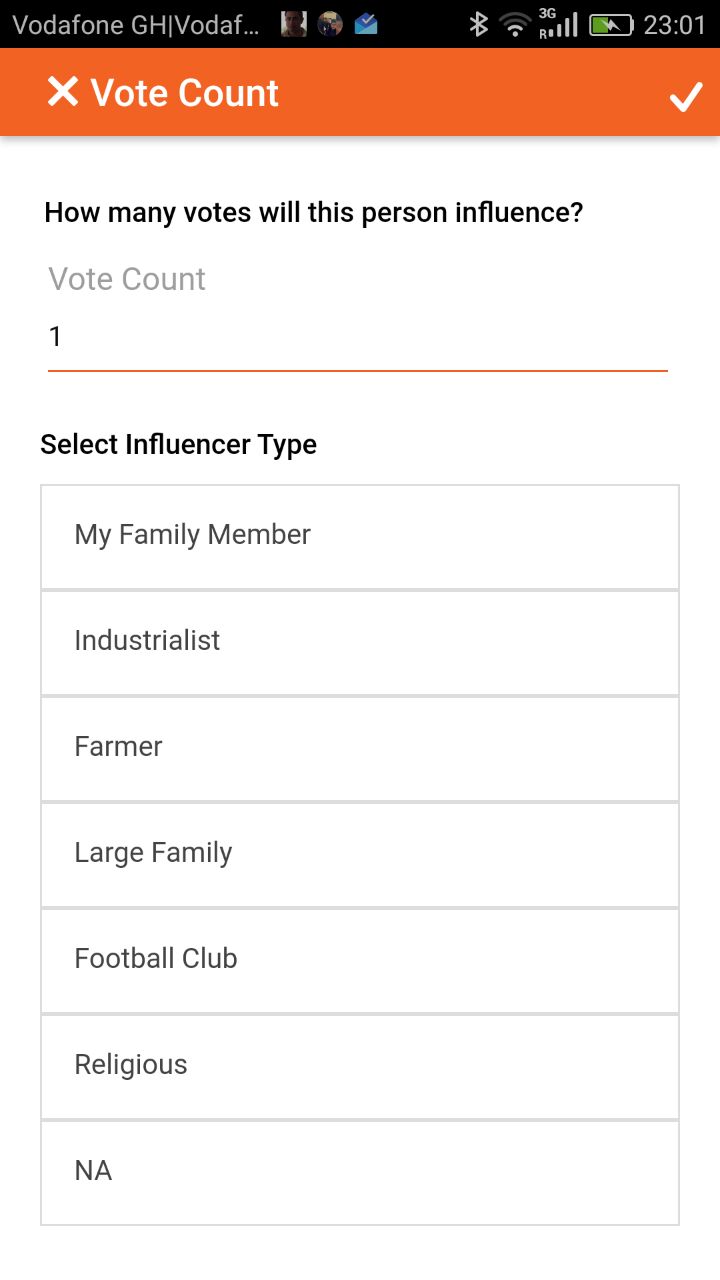 Vodafone GH|Vodaf... 3G R 23:01
Vote Count
How many votes will this person influence?
Vote Count
1
Select Influencer Type
My Family Member
Industrialist
Farmer
Large Family
Football Club
Religious
NA